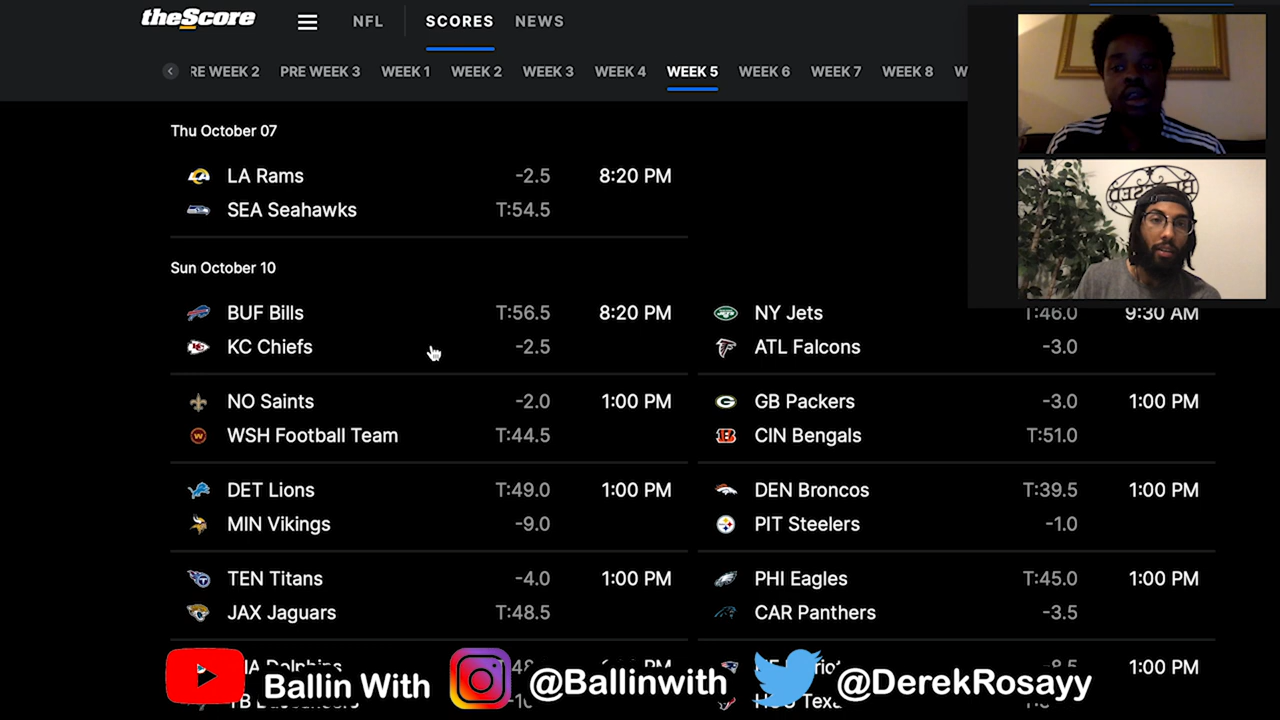 theScore
NFL
SCORES
NEWS
RE WEEK 2
PRE WEEK 3
WEEK 1
WEEK 2
WEEK 3
WEEK 4
WEEK 5
WEEK 6
WEEK 7
WEEK 8
W
Thu October 07
LA Rams -2.5 8:20 PM
SEA Seahawks T:54.5
Sun October 10
BUF Bills T:56.5 8:20 PM
KC Chiefs -2.5
NY Jets T:46.0 9:30 AM
ATL Falcons -3.0
NO Saints -2.0 1:00 PM
WSH Football Team T:44.5
GB Packers -3.0 1:00 PM
CIN Bengals T:51.0
DET Lions T:49.0 1:00 PM
MIN Vikings -9.0
DEN Broncos T:39.5 1:00 PM
PIT Steelers -1.0
TEN Titans -4.0 1:00 PM
JAX Jaguars T:48.5
PHI Eagles T:45.0 1:00 PM
CAR Panthers -3.5
1:00 PM
Ballin With
@Ballinwith
@DerekRosayy
BLESSED